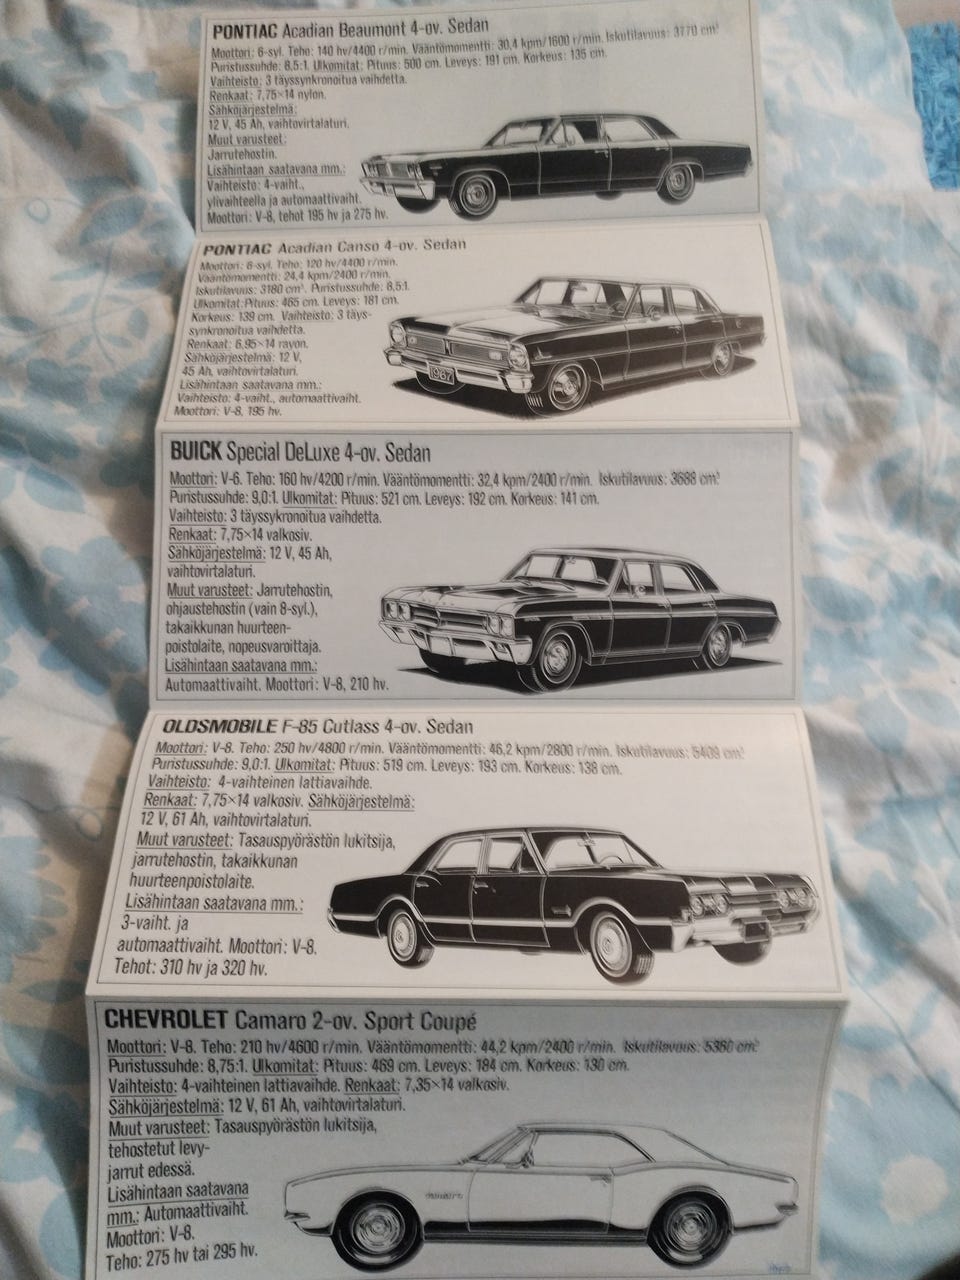 PONTIAC Acadian Beaumont 4-ov. Sedan
Moottori: 6-syl. Teho: 140 hv/4400 r/min. Vääntömomentti: 30,4 kpm/1600 r/min. Iskutilavuus: 3770 cm³
Puristussuhde: 8,5:1. Ulkomitat: Pituus: 500 cm. Leveys: 191 cm. Korkeus: 135 cm.
Vaihteisto: 3 täyssynkronoitua vaihdetta.
Renkaat: 7,75×14 nylon.
Sähköjärjestelmä:
12 V, 45 Ah, vaihtovirtalaturi.
Muut varusteet:
Jarrutehostin.
Lisähintaan saatavana mm.:
Vaihteisto: 4-vaiht.,
ylivaihteella ja automaattivaiht.
Moottori: V-8, tehot 195 hv ja 275 hv.
PONTIAC Acadian Canso 4-ov. Sedan
Moottori: 6-syl. Teho: 120 hv/4400 r/min.
Vääntömomentti: 24,4 kpm/2400 r/min.
Iskutilavuus: 3180 cm³. Puristussuhde: 8,5:1.
Ulkomitat: Pituus: 465 cm. Leveys: 181 cm.
Korkeus: 139 cm. Vaihteisto: 3 täys-
synkronoitua vaihdetta.
Renkaat: 6,95×14 rayon.
Sähköjärjestelmä: 12 V,
45 Ah, vaihtovirtalaturi.
Lisähintaan saatavana mm.:
Vaihteisto: 4-vaiht., automaattivaiht.
Moottori: V-8, 195 hv.
1967
BUICK Special DeLuxe 4-ov. Sedan
Moottori: V-6. Teho: 160 hv/4200 r/min. Vääntömomentti: 32,4 kpm/2400 r/min. Iskutilavuus: 3688 cm³
Puristussuhde: 9,0:1. Ulkomitat: Pituus: 521 cm. Leveys: 192 cm. Korkeus: 141 cm.
Vaihteisto: 3 täyssykronoitua vaihdetta.
Renkaat: 7,75×14 valkosiv.
Sähköjärjestelmä: 12 V, 45 Ah,
vaihtovirtalaturi.
Muut varusteet: Jarrutehostin,
ohjaustehostin (vain 8-syl.),
takaikkunan huurteen-
poistolaite, nopeusvaroittaja.
Lisähintaan saatavana mm.:
Automaattivaiht. Moottori: V-8, 210 hv.
OLDSMOBILE F-85 Cutlass 4-ov. Sedan
Moottori: V-8. Teho: 250 hv/4800 r/min. Vääntömomentti: 46,2 kpm/2800 r/min. Iskutilavuus: 5409 cm³
Puristussuhde: 9,0:1. Ulkomitat: Pituus: 519 cm. Leveys: 193 cm. Korkeus: 138 cm.
Vaihteisto: 4-vaihteinen lattiavaihde.
Renkaat: 7,75×14 valkosiv. Sähköjärjestelmä:
12 V, 61 Ah, vaihtovirtalaturi.
Muut varusteet: Tasauspyörästön lukitsija,
jarrutehostin, takaikkunan
huurteenpoistolaite.
Lisähintaan saatavana mm.:
3-vaiht. ja
automaattivaiht. Moottori: V-8.
Tehot: 310 hv ja 320 hv.
CHEVROLET Camaro 2-ov. Sport Coupé
Moottori: V-8. Teho: 210 hv/4600 r/min. Vääntömomentti: 44,2 kpm/2400 r/min. Iskutilavuus: 5360 cm³
Puristussuhde: 8,75:1. Ulkomitat: Pituus: 469 cm. Leveys: 184 cm. Korkeus: 130 cm.
Vaihteisto: 4-vaihteinen lattiavaihde. Renkaat: 7,35×14 valkosiv.
Sähköjärjestelmä: 12 V, 61 Ah, vaihtovirtalaturi.
Muut varusteet: Tasauspyörästön lukitsija,
tehostetut levy-
jarrut edessä.
Lisähintaan saatavana
mm.: Automaattivaiht.
Moottori: V-8.
Teho: 275 hv tai 295 hv.
Camaro